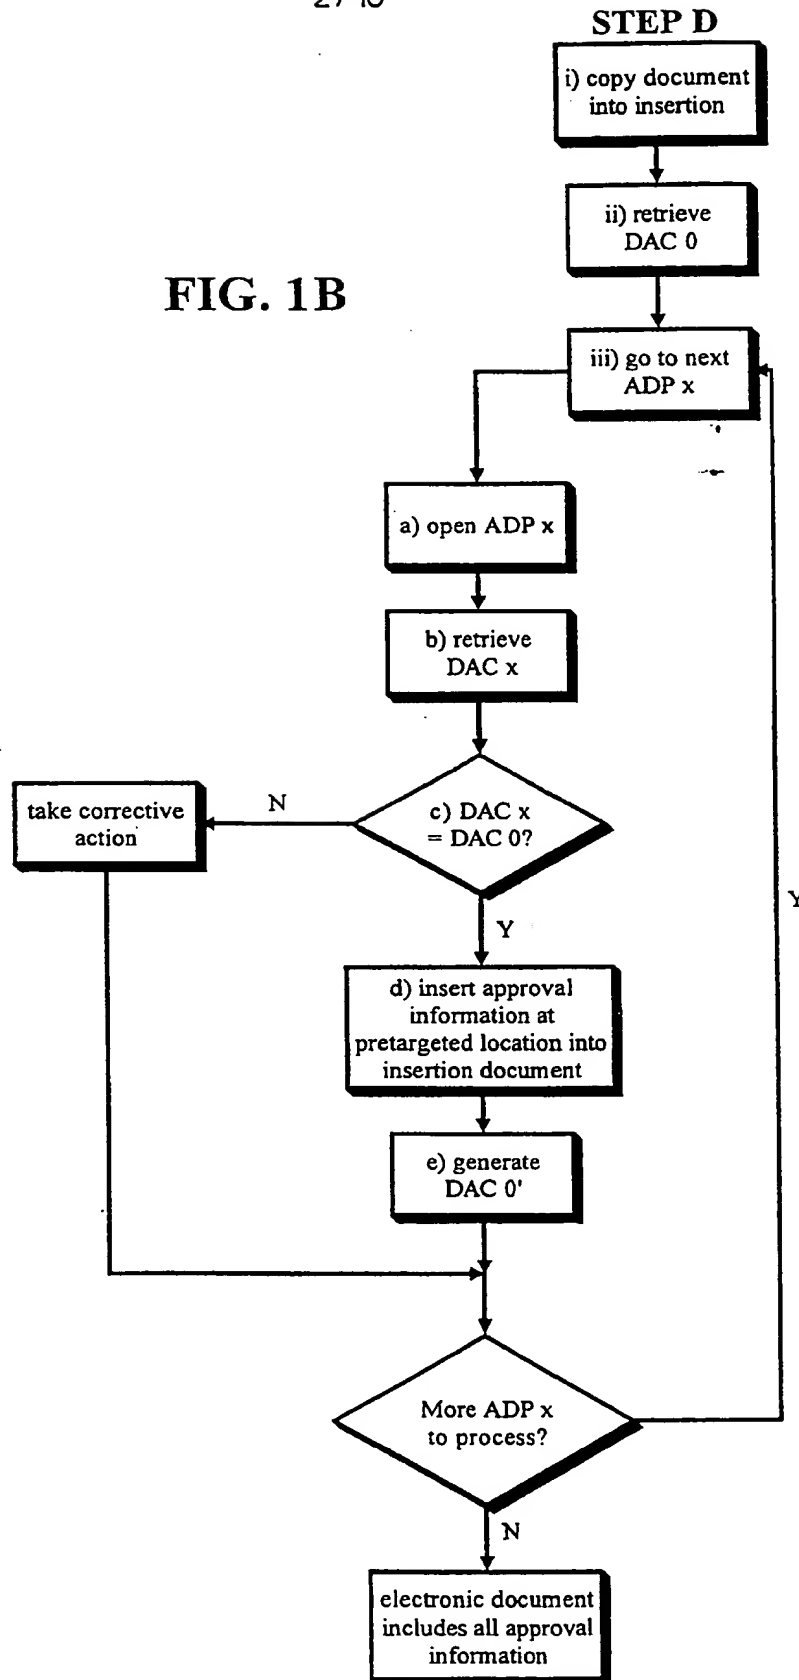 STEP D
i) copy document
into insertion
ii) retrieve
DAC 0
FIG. 1B
iii) go to next
ADP x
a) open ADP x
b) retrieve
DAC x
c) DAC x
= DAC 0?
N
take corrective
action
Y
Y
d) insert approval
information at
pretargeted location into
insertion document
e) generate
DAC 0'
More ADP x
to process?
N
electronic document
includes all approval
information